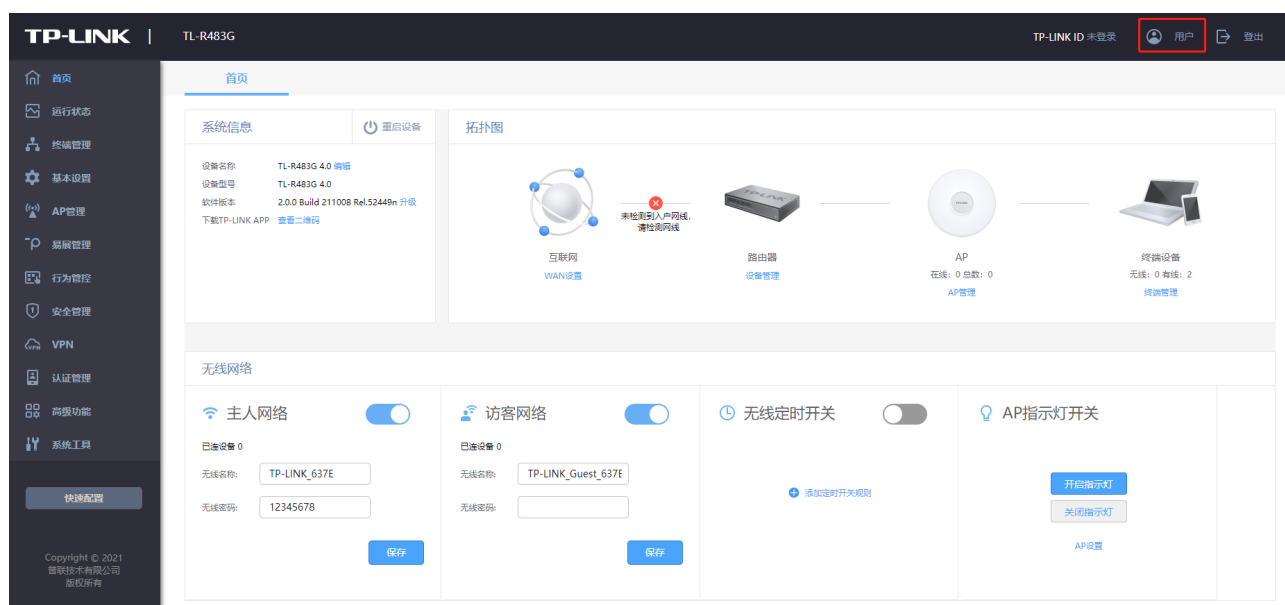 TP-LINK | TL-R483G TP-LINK ID 未登录 用户 登出
首页
运行状态
终端管理
基本设置
AP管理
易展管理
行为管控
安全管理
VPN
认证管理
高级功能
系统工具
快速配置
Copyright © 2021
普联技术有限公司
版权所有
首页
系统信息 重启设备
设备名称 TL-R483G 4.0 编辑
设备型号 TL-R483G 4.0
软件版本 2.0.0 Build 211008 Rel.52449n 升级
下载TP-LINK APP 查看二维码
拓扑图
未检测到入户网线,
请检测网线
互联网
WAN设置
TP-LINK
路由器
设备管理
AP
在线: 0 总数: 0
AP管理
终端设备
无线: 0 有线: 2
终端管理
无线网络
主人网络
已连设备 0
无线名称: TP-LINK_637E
无线密码: 12345678
保存
访客网络
已连设备 0
无线名称: TP-LINK_Guest_637E
无线密码:
保存
无线定时开关
添加定时开关规则
AP指示灯开关
开启指示灯
关闭指示灯
AP设置